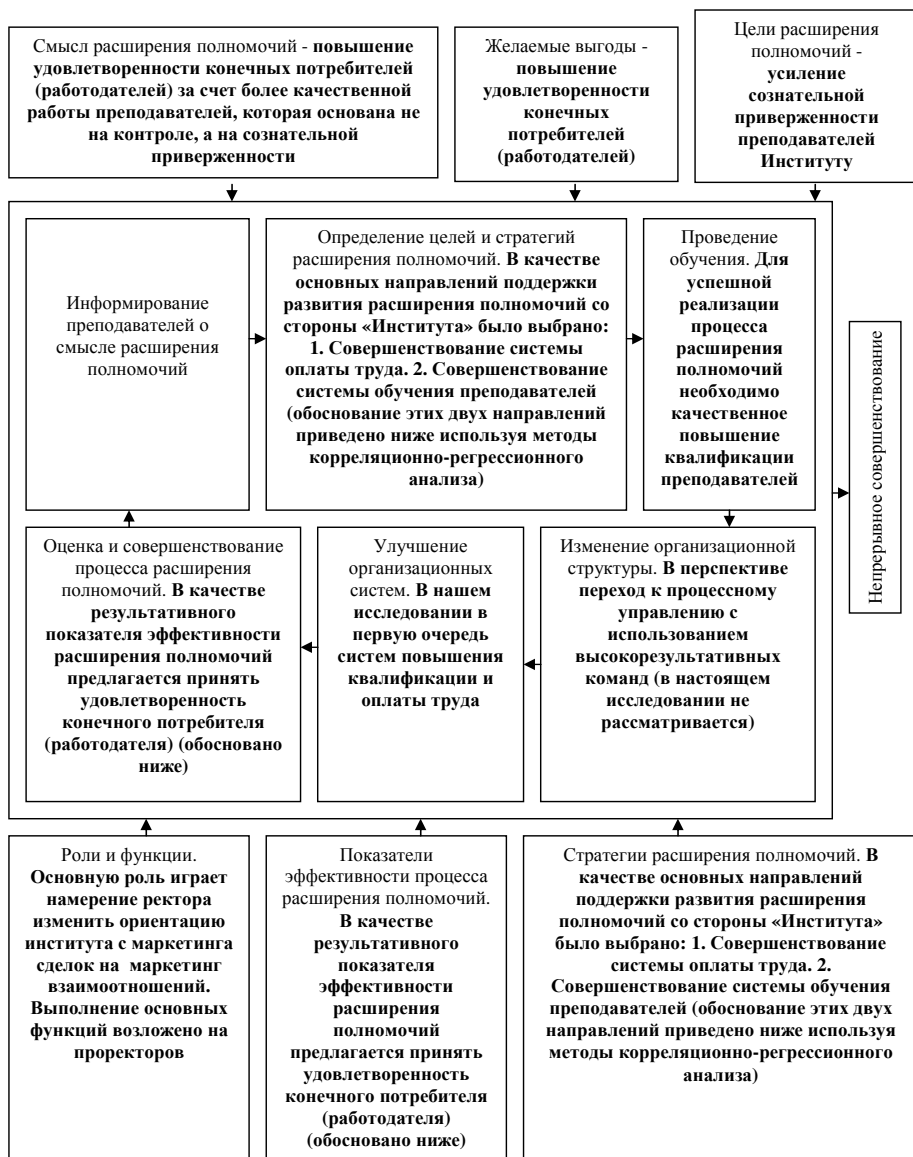 Смысл расширения полномочий - повышение
удовлетворенности конечных потребителей
(работодателей) за счет более качественной
работы преподавателей, которая основана не
на контроле, а на сознательной
приверженности
Желаемые выгоды -
повышение
удовлетворенности
конечных
потребителей
(работодателей)
Цели расширения
полномочий -
усиление
сознательной
приверженности
преподавателей
Институту
Информирование
преподавателей о
смысле расширения
полномочий
Определение целей и стратегий
расширения полномочий. В качестве
основных направлений поддержки
развития расширения полномочий со
стороны «Института» было выбрано:
1. Совершенствование системы
оплаты труда. 2. Совершенствование
системы обучения преподавателей
(обоснование этих двух направлений
приведено ниже используя методы
корреляционно-регрессионного
анализа)
Проведение
обучения. Для
успешной
реализации
процесса
расширения
полномочий
необходимо
качественное
повышение
квалификации
преподавателей
Непрерывное совершенствование
Оценка и совершенствование
процесса расширения
полномочий. В качестве
результативного
показателя эффективности
расширения полномочий
предлагается принять
удовлетворенность
конечного потребителя
(работодателя) (обосновано
ниже)
Улучшение
организационных
систем. В нашем
исследовании в
первую очередь
систем повышения
квалификации и
оплаты труда
Изменение организационной
структуры. В перспективе
переход к процессному
управлению с
использованием
высокорезультативных
команд (в настоящем
исследовании не
рассматривается)
Роли и функции.
Основную роль играет
намерение ректора
изменить ориентацию
института с маркетинга
сделок на маркетинг
взаимоотношений.
Выполнение основных
функций возложено на
проректоров
Показатели
эффективности процесса
расширения полномочий.
В качестве
результативного
показателя
эффективности
расширения
полномочий
предлагается принять
удовлетворенность
конечного потребителя
(работодателя)
(обосновано ниже)
Стратегии расширения полномочий. В
качестве основных направлений
поддержки развития расширения
полномочий со стороны «Института»
было выбрано: 1. Совершенствование
системы оплаты труда. 2.
Совершенствование системы обучения
преподавателей (обоснование этих двух
направлений приведено ниже используя
методы корреляционно-регрессионного
анализа)